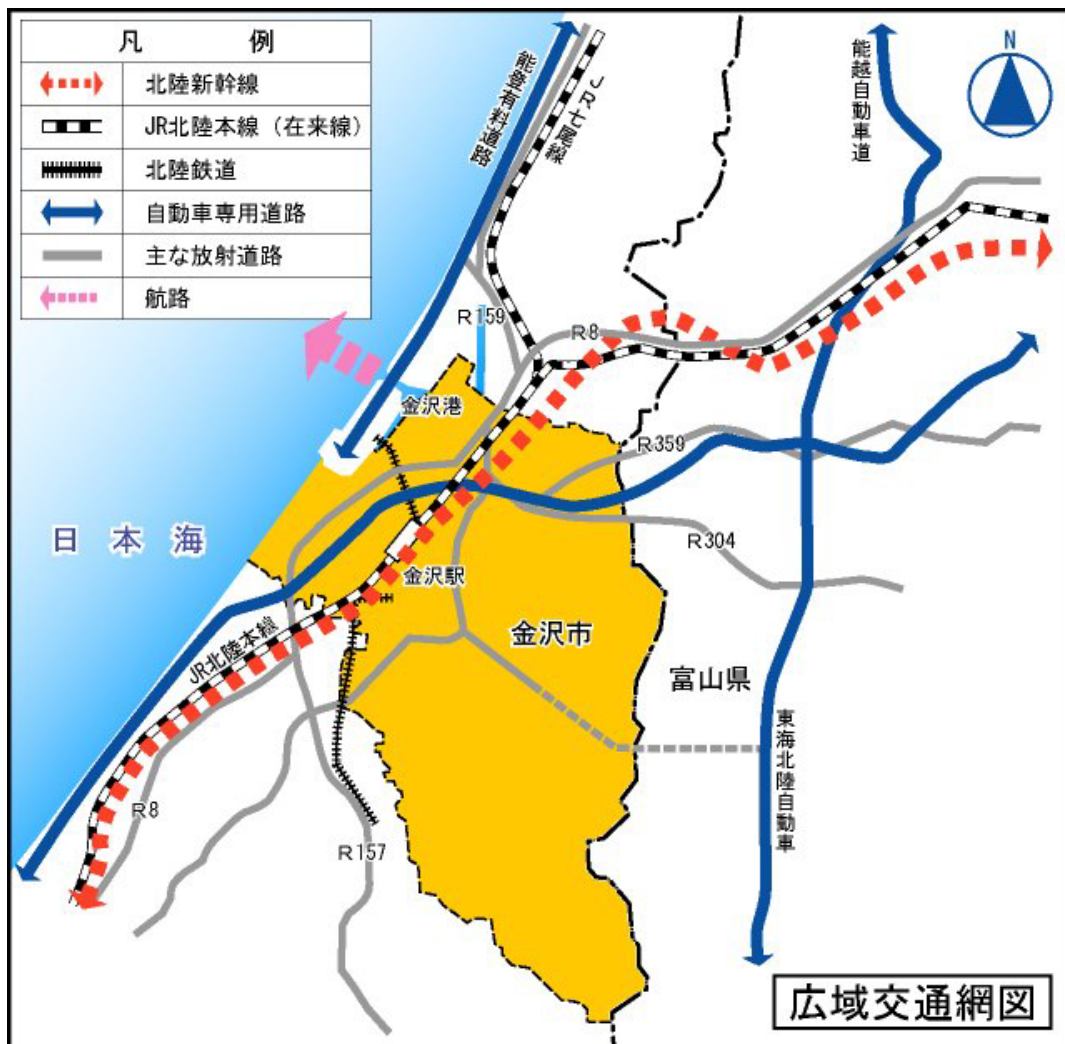 凡 例
北陸新幹線
JR北陸本線（在来線）
北陸鉄道
自動車専用道路
主な放射道路
航路
能登有料道路
JR七尾線
能越自動車道
N
R159
R8
金沢港
R359
日本海
R304
金沢駅
金沢市
JR北陸本線
富山県
東海北陸自動車
R8
R157
広域交通網図